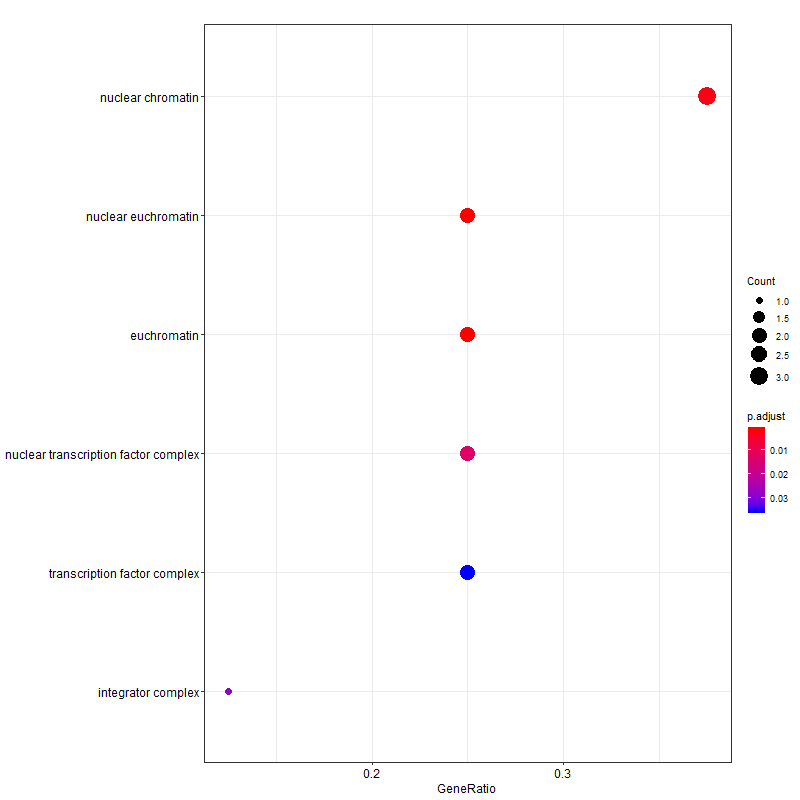 nuclear chromatin
nuclear euchromatin
euchromatin
nuclear transcription factor complex
transcription factor complex
integrator complex
0.2
0.3
GeneRatio
Count
1.0
1.5
2.0
2.5
3.0
p.adjust
0.01
0.02
0.03